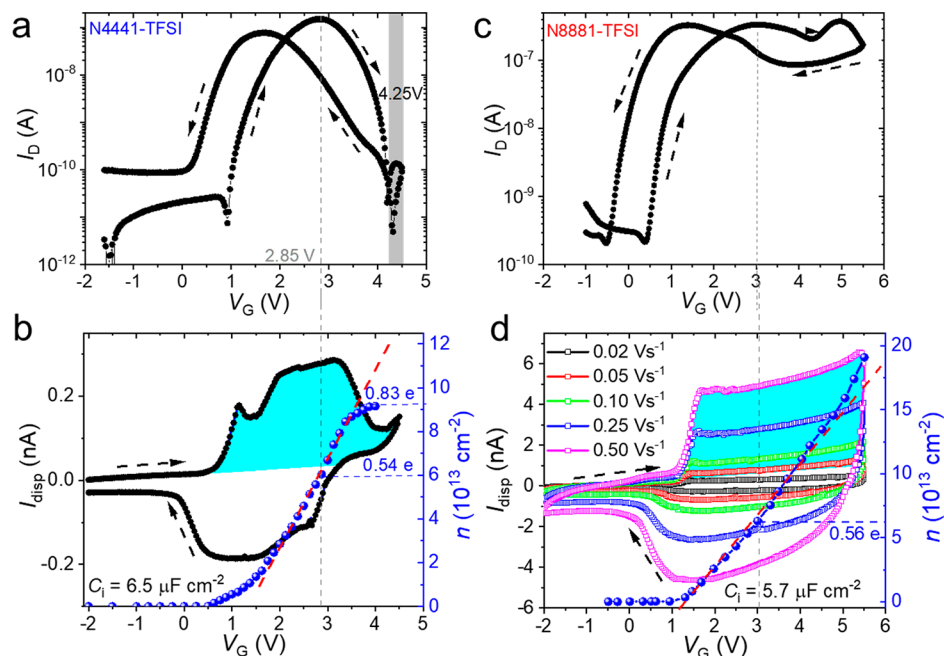 a
N4441-TFSI
4.25V
2.85 V
10⁻⁸
10⁻¹⁰
10⁻¹²
I_D (A)
-2 -1 0 1 2 3 4 5
V_G (V)
c
N8881-TFSI
10⁻⁷
10⁻⁸
10⁻⁹
10⁻¹⁰
I_D (A)
-2 -1 0 1 2 3 4 5 6
V_G (V)
b
0.2
0.0
-0.2
I_disp (nA)
0.83 e
0.54 e
C_i = 6.5 μF cm⁻²
12
10
8
6
4
2
0
n (10¹³ cm⁻²)
-2 -1 0 1 2 3 4 5
V_G (V)
d
0.02 Vs⁻¹
0.05 Vs⁻¹
0.10 Vs⁻¹
0.25 Vs⁻¹
0.50 Vs⁻¹
6
4
2
0
-2
-4
-6
I_disp (nA)
0.56 e
C_i = 5.7 μF cm⁻²
20
15
10
5
0
n (10¹³ cm⁻²)
-2 -1 0 1 2 3 4 5 6
V_G (V)